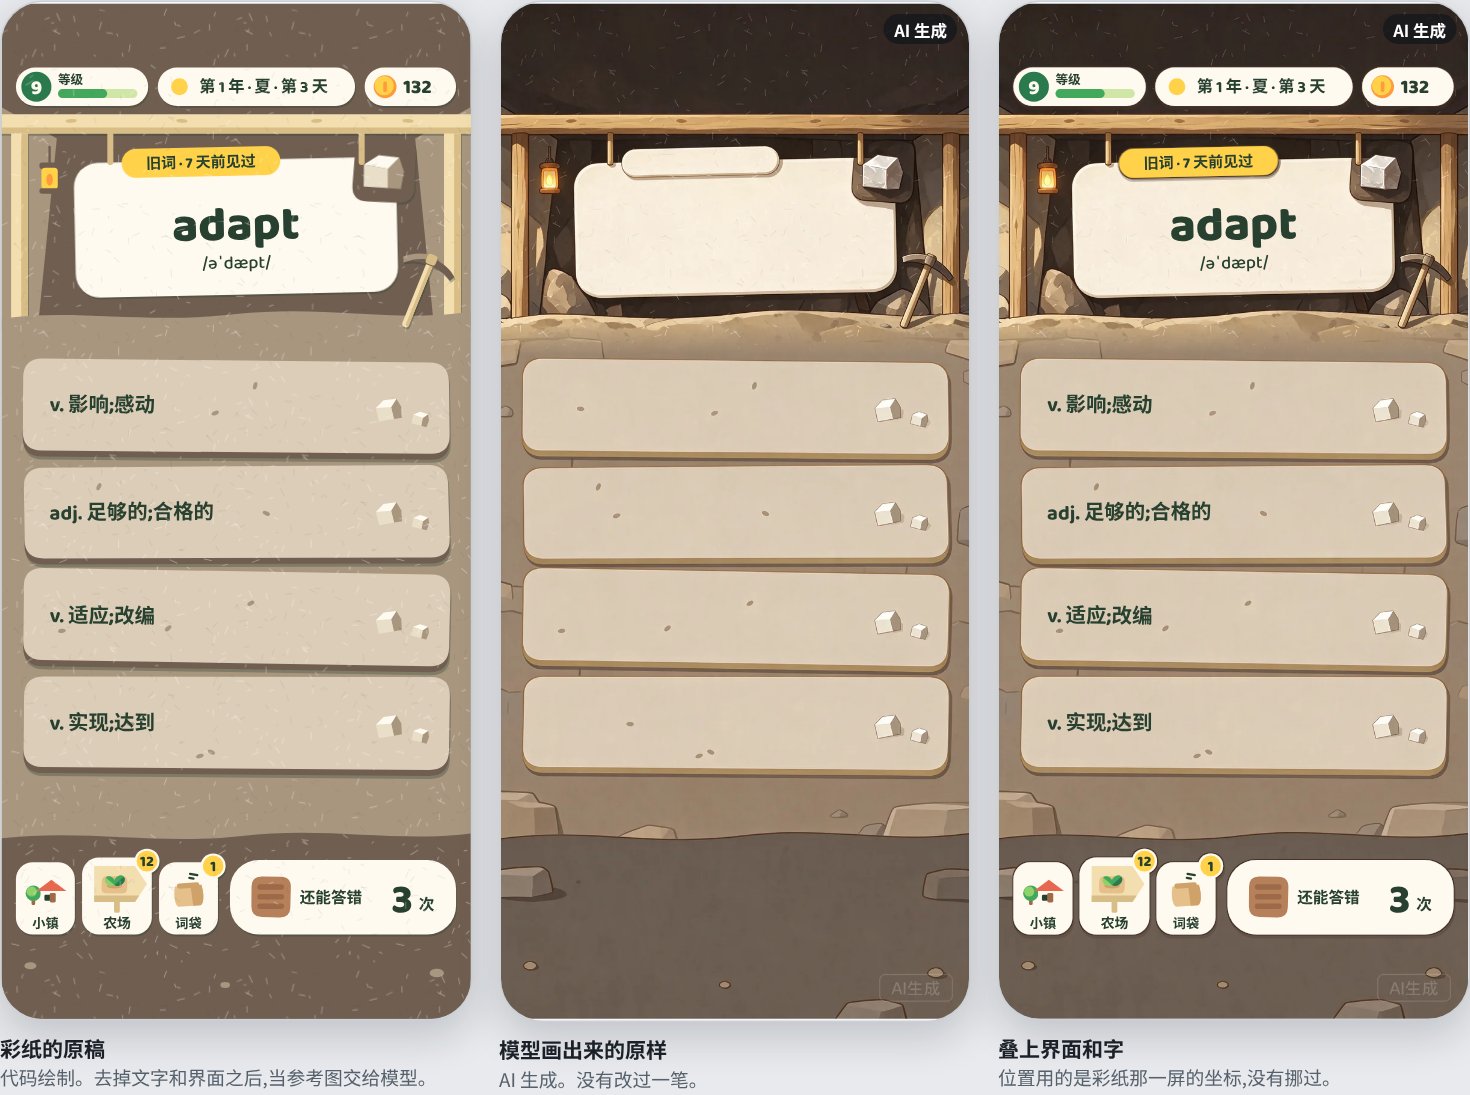 9 等级
第1年·夏·第3天
132
旧词·7天前见过
adapt
/əˈdæpt/
v. 影响;感动
adj. 足够的;合格的
v. 适应;改编
v. 实现;达到
小镇
12
农场
1
词袋
还能答错 3 次
彩纸的原稿
代码绘制。去掉文字和界面之后,当参考图交给模型。
AI 生成
AI生成
模型画出来的原样
AI 生成。没有改过一笔。
AI 生成
9 等级
第1年·夏·第3天
132
旧词·7天前见过
adapt
/əˈdæpt/
v. 影响;感动
adj. 足够的;合格的
v. 适应;改编
v. 实现;达到
小镇
12
农场
1
词袋
还能答错 3 次
AI生成
叠上界面和字
位置用的是彩纸那一屏的坐标,没有挪过。